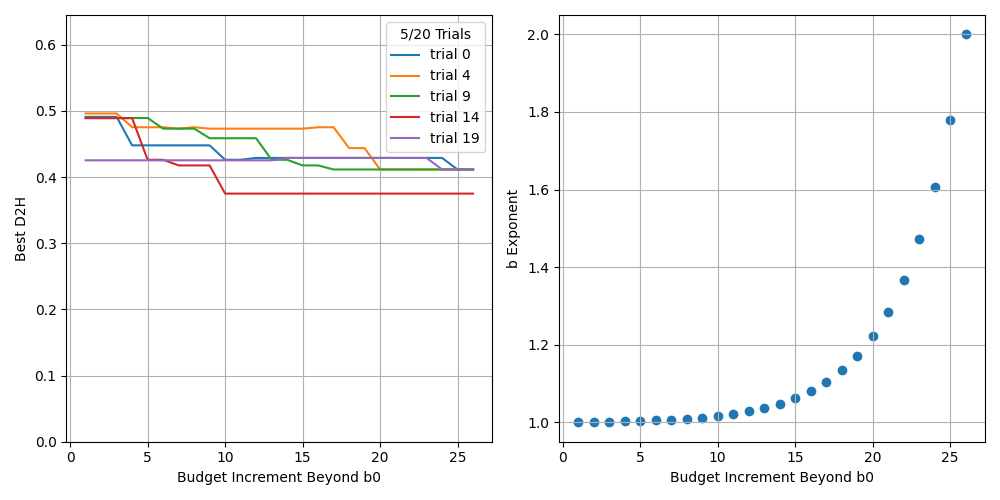 5/20 Trials
trial 0
trial 4
trial 9
trial 14
trial 19
Best D2H
0.6
0.5
0.4
0.3
0.2
0.1
0.0
0 5 10 15 20 25
Budget Increment Beyond b0
b Exponent
2.0
1.8
1.6
1.4
1.2
1.0
0 5 10 15 20 25
Budget Increment Beyond b0